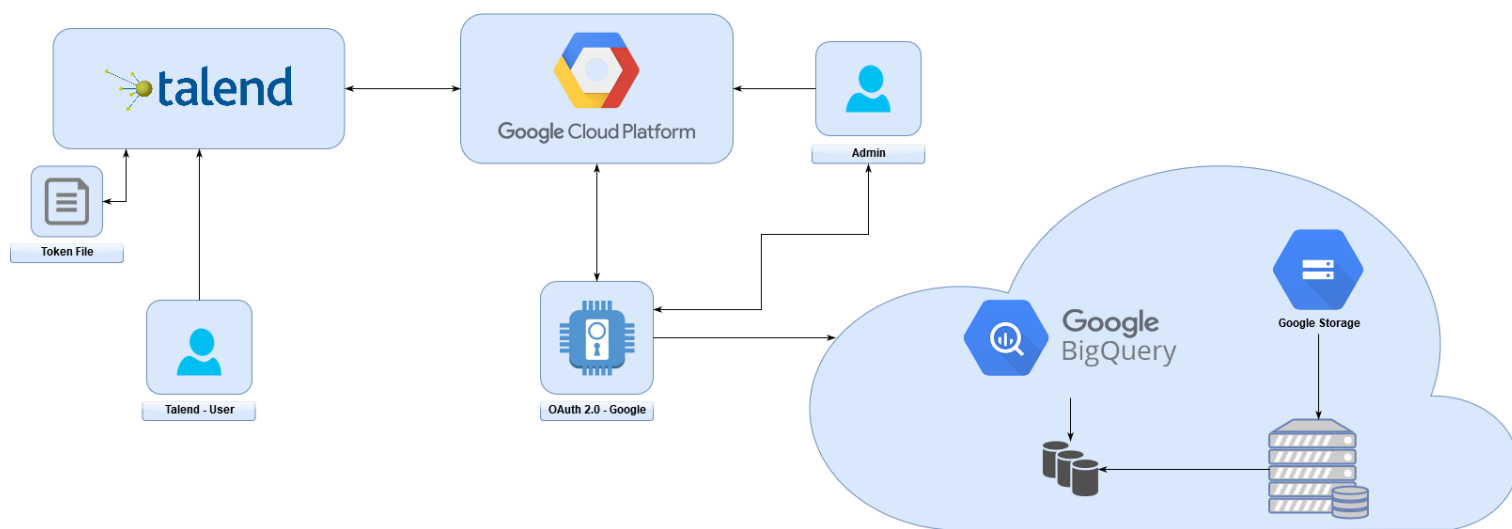 talend
Google Cloud Platform
Admin
Token File
Talend - User
OAuth 2.0 - Google
Google
BigQuery
Google Storage